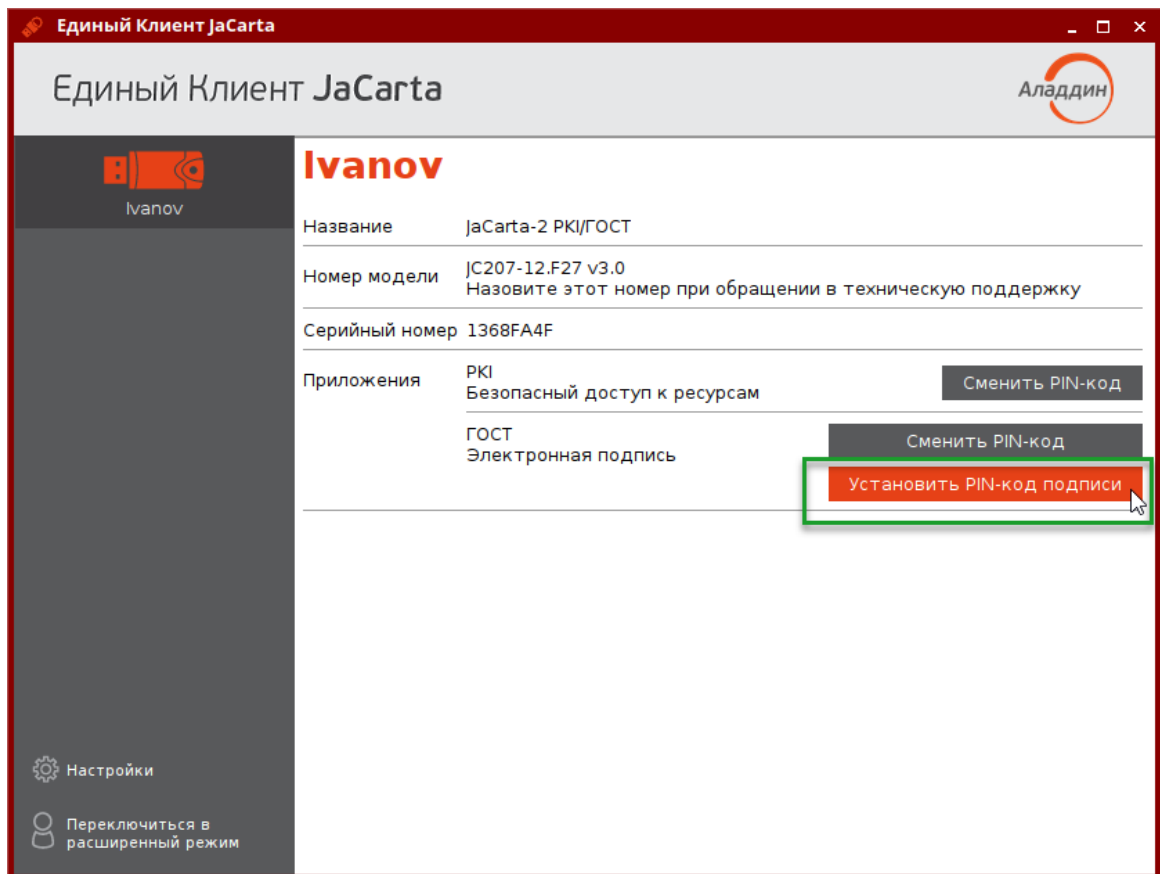 Единый Клиент JaCarta
Единый Клиент JaCarta
Аладдин
Ivanov
Ivanov
Название JaCarta-2 PKI/ГОСТ
Номер модели JC207-12.F27 v3.0
Назовите этот номер при обращении в техническую поддержку
Серийный номер 1368FA4F
Приложения PKI
Безопасный доступ к ресурсам
Сменить PIN-код
ГОСТ
Электронная подпись
Сменить PIN-код
Установить PIN-код подписи
Настройки
Переключиться в
расширенный режим